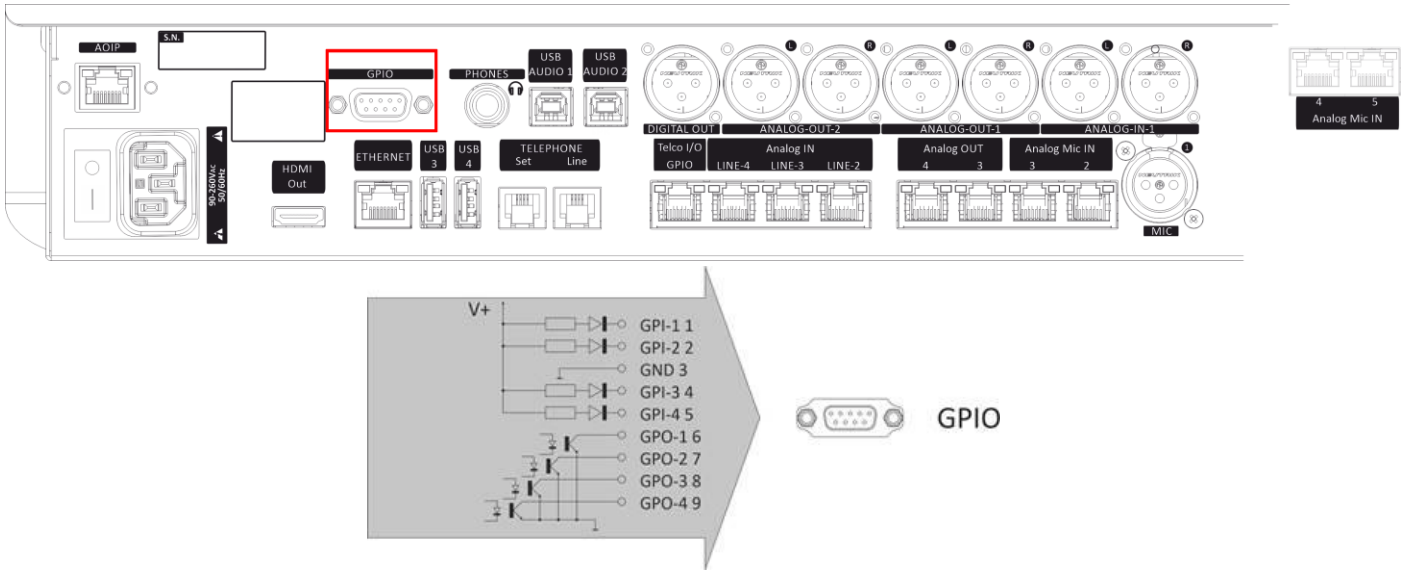 AOIP
S.N.
GPIO
PHONES
USB
AUDIO 1
USB
AUDIO 2
L
R
L
R
L
R
DIGITAL OUT
ANALOG-OUT-2
ANALOG-OUT-1
ANALOG-IN-1
4 5
Analog Mic IN
90-260VAC
50/60Hz
HDMI
Out
ETHERNET
USB
3
USB
4
TELEPHONE
Set Line
Telco I/O
GPIO
Analog IN
LINE-4 LINE-3 LINE-2
Analog OUT
4 3
Analog Mic IN
3 2
1
MIC
V+
GPI-1 1
GPI-2 2
GND 3
GPI-3 4
GPI-4 5
GPO-1 6
GPO-2 7
GPO-3 8
GPO-4 9
GPIO